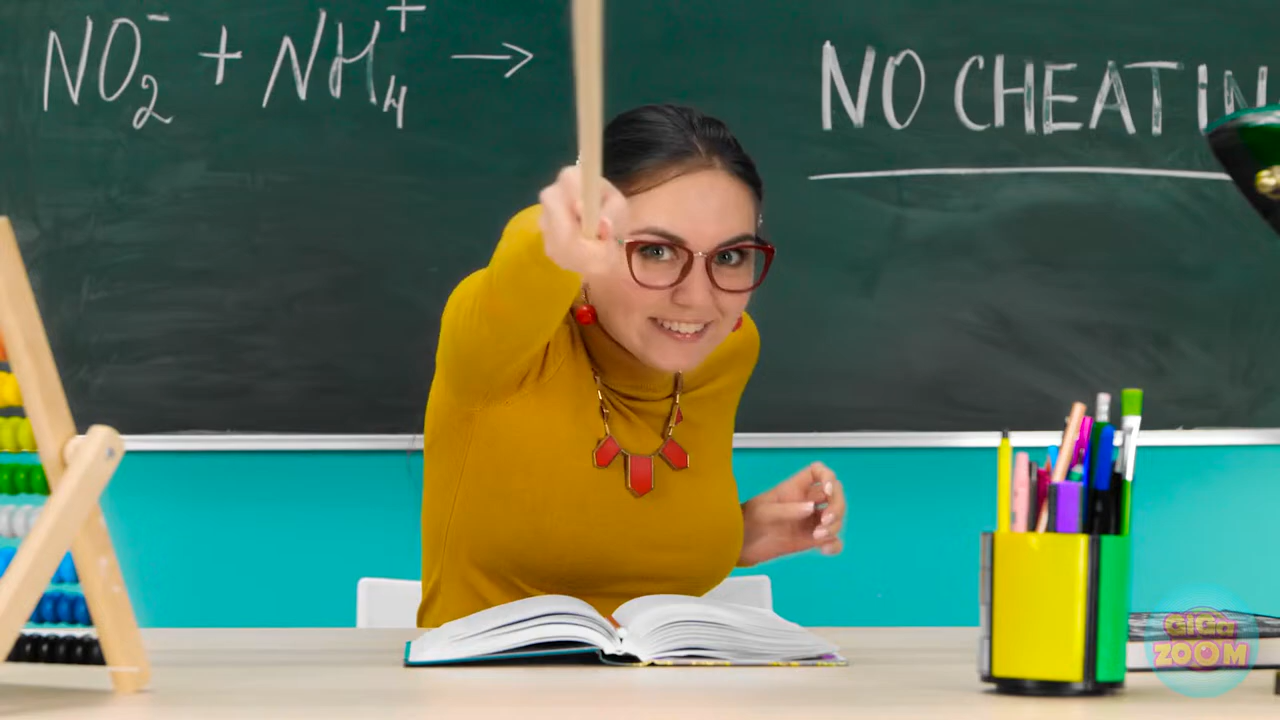 NO₂⁻ + NH₄⁺ →
NO CHEATIN
GiGa
ZOOM